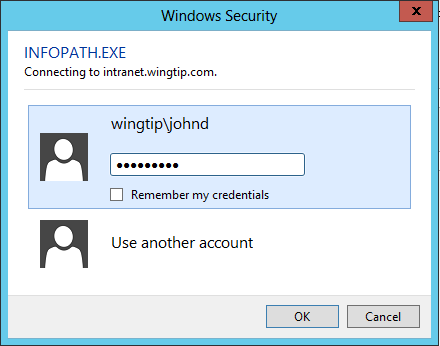 Windows Security
INFOPATH.EXE
Connecting to intranet.wingtip.com.
wingtip\johnd
●●●●●●●●●
Remember my credentials
Use another account
OK
Cancel